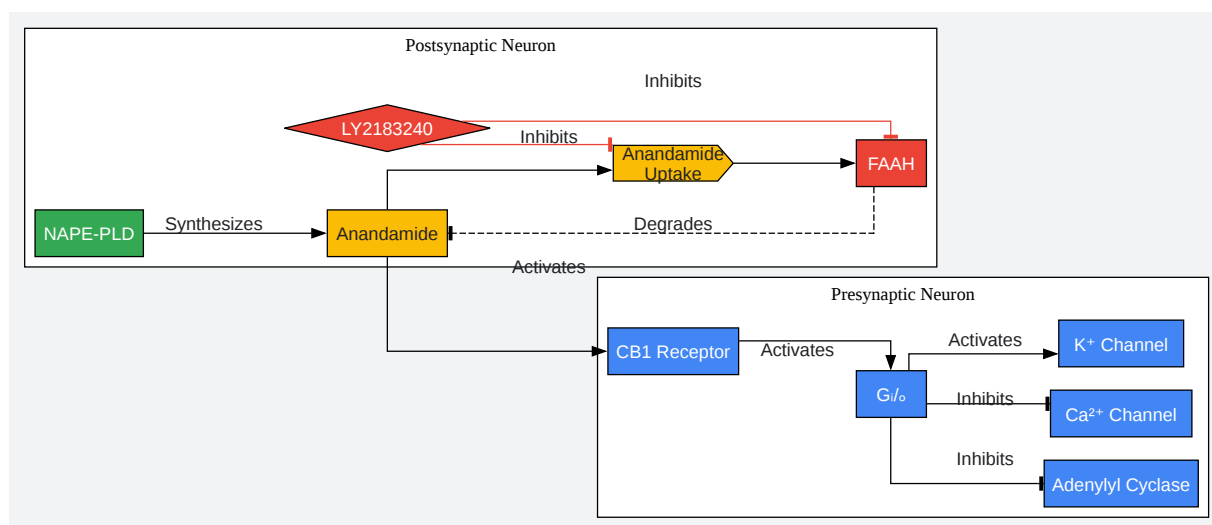 Postsynaptic Neuron
Inhibits
LY2183240
Inhibits
Anandamide
Uptake
FAAH
NAPE-PLD
Synthesizes
Anandamide
Degrades
Activates
Presynaptic Neuron
CB1 Receptor
Activates
Gᵢ/ₒ
Activates
K⁺ Channel
Inhibits
Ca²⁺ Channel
Inhibits
Adenylyl Cyclase